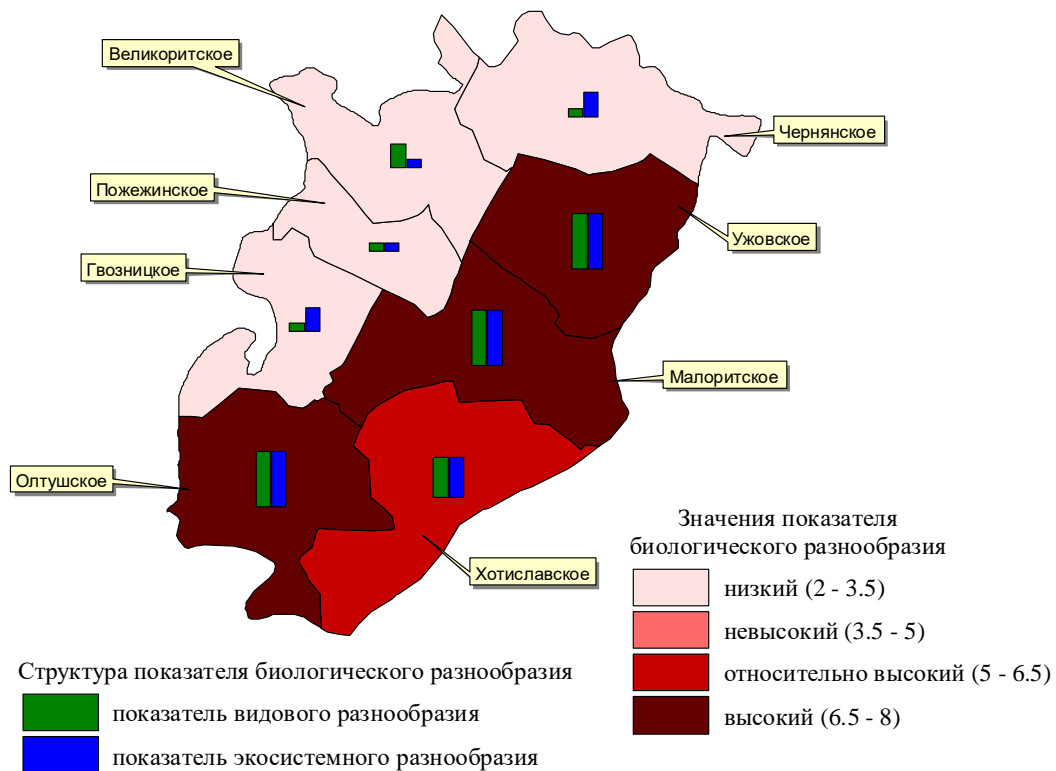 Великоритское
Чернянское
Пожежинское
Ужовское
Гвозницкое
Малоритское
Олтушское
Хотиславское
Значения показателя
биологического разнообразия
низкий (2 - 3.5)
невысокий (3.5 - 5)
относительно высокий (5 - 6.5)
высокий (6.5 - 8)
Структура показателя биологического разнообразия
показатель видового разнообразия
показатель экосистемного разнообразия